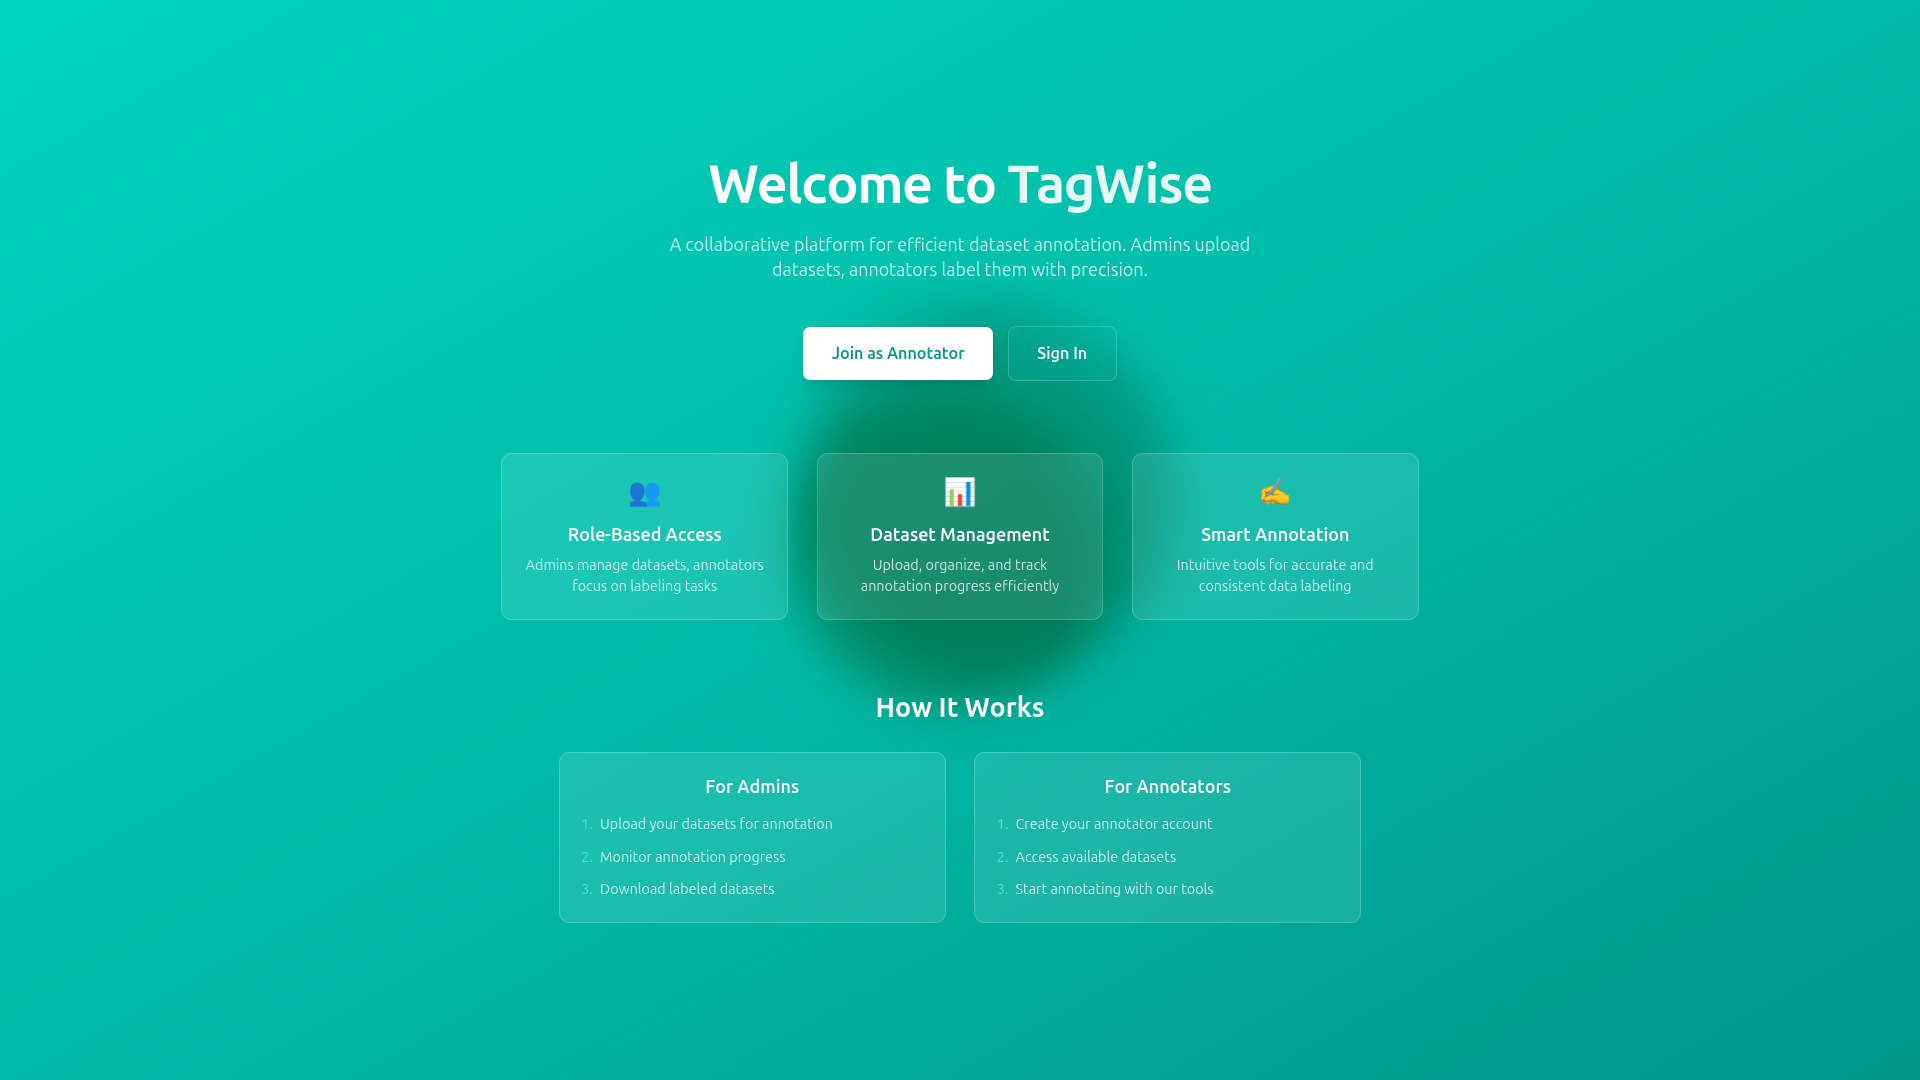 Welcome to TagWise
A collaborative platform for efficient dataset annotation. Admins upload
datasets, annotators label them with precision.
Join as Annotator
Sign In
Role-Based Access
Admins manage datasets, annotators
focus on labeling tasks
Dataset Management
Upload, organize, and track
annotation progress efficiently
Smart Annotation
Intuitive tools for accurate and
consistent data labeling
How It Works
For Admins
1. Upload your datasets for annotation
2. Monitor annotation progress
3. Download labeled datasets
For Annotators
1. Create your annotator account
2. Access available datasets
3. Start annotating with our tools